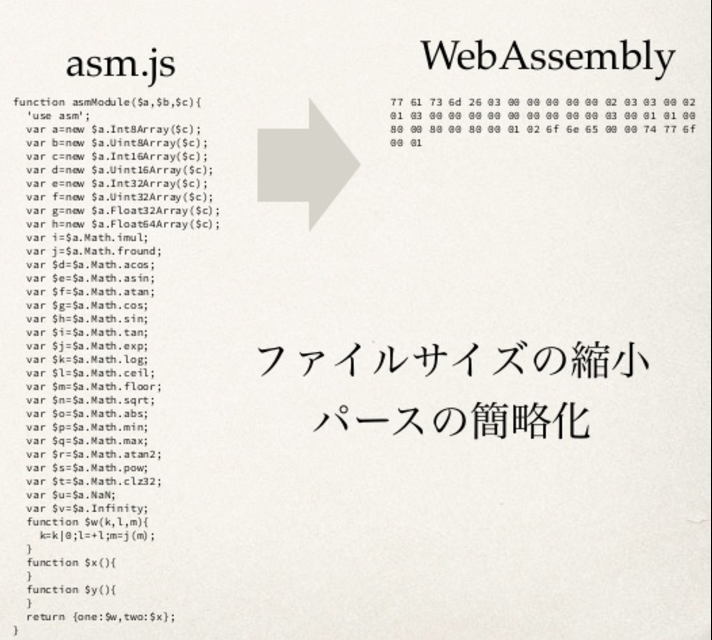 asm.js
function asmModule($a,$b,$c){
'use asm';
var a=new $a.Int8Array($c);
var b=new $a.Uint8Array($c);
var c=new $a.Int16Array($c);
var d=new $a.Uint16Array($c);
var e=new $a.Int32Array($c);
var f=new $a.Uint32Array($c);
var g=new $a.Float32Array($c);
var h=new $a.Float64Array($c);
var i=$a.Math.imul;
var j=$a.Math.fround;
var $d=$a.Math.acos;
var $e=$a.Math.asin;
var $f=$a.Math.atan;
var $g=$a.Math.cos;
var $h=$a.Math.sin;
var $i=$a.Math.tan;
var $j=$a.Math.exp;
var $k=$a.Math.log;
var $l=$a.Math.ceil;
var $m=$a.Math.floor;
var $n=$a.Math.sqrt;
var $o=$a.Math.abs;
var $p=$a.Math.min;
var $q=$a.Math.max;
var $r=$a.Math.atan2;
var $s=$a.Math.pow;
var $t=$a.Math.clz32;
var $u=$a.NaN;
var $v=$a.Infinity;
function $w(k,l,m){
k=k|0;l=+l;m=j(m);
}
function $x(){
}
function $y(){
}
return {one:$w,two:$x};
}
WebAssembly
77 61 73 6d 26 03 00 00 00 00 00 02 03 03 00 02
01 03 00 00 00 00 00 00 00 00 03 00 01 01 00
80 00 80 00 80 00 01 02 6f 6e 65 00 00 74 77 6f
00 01
ファイルサイズの縮小
パースの簡略化